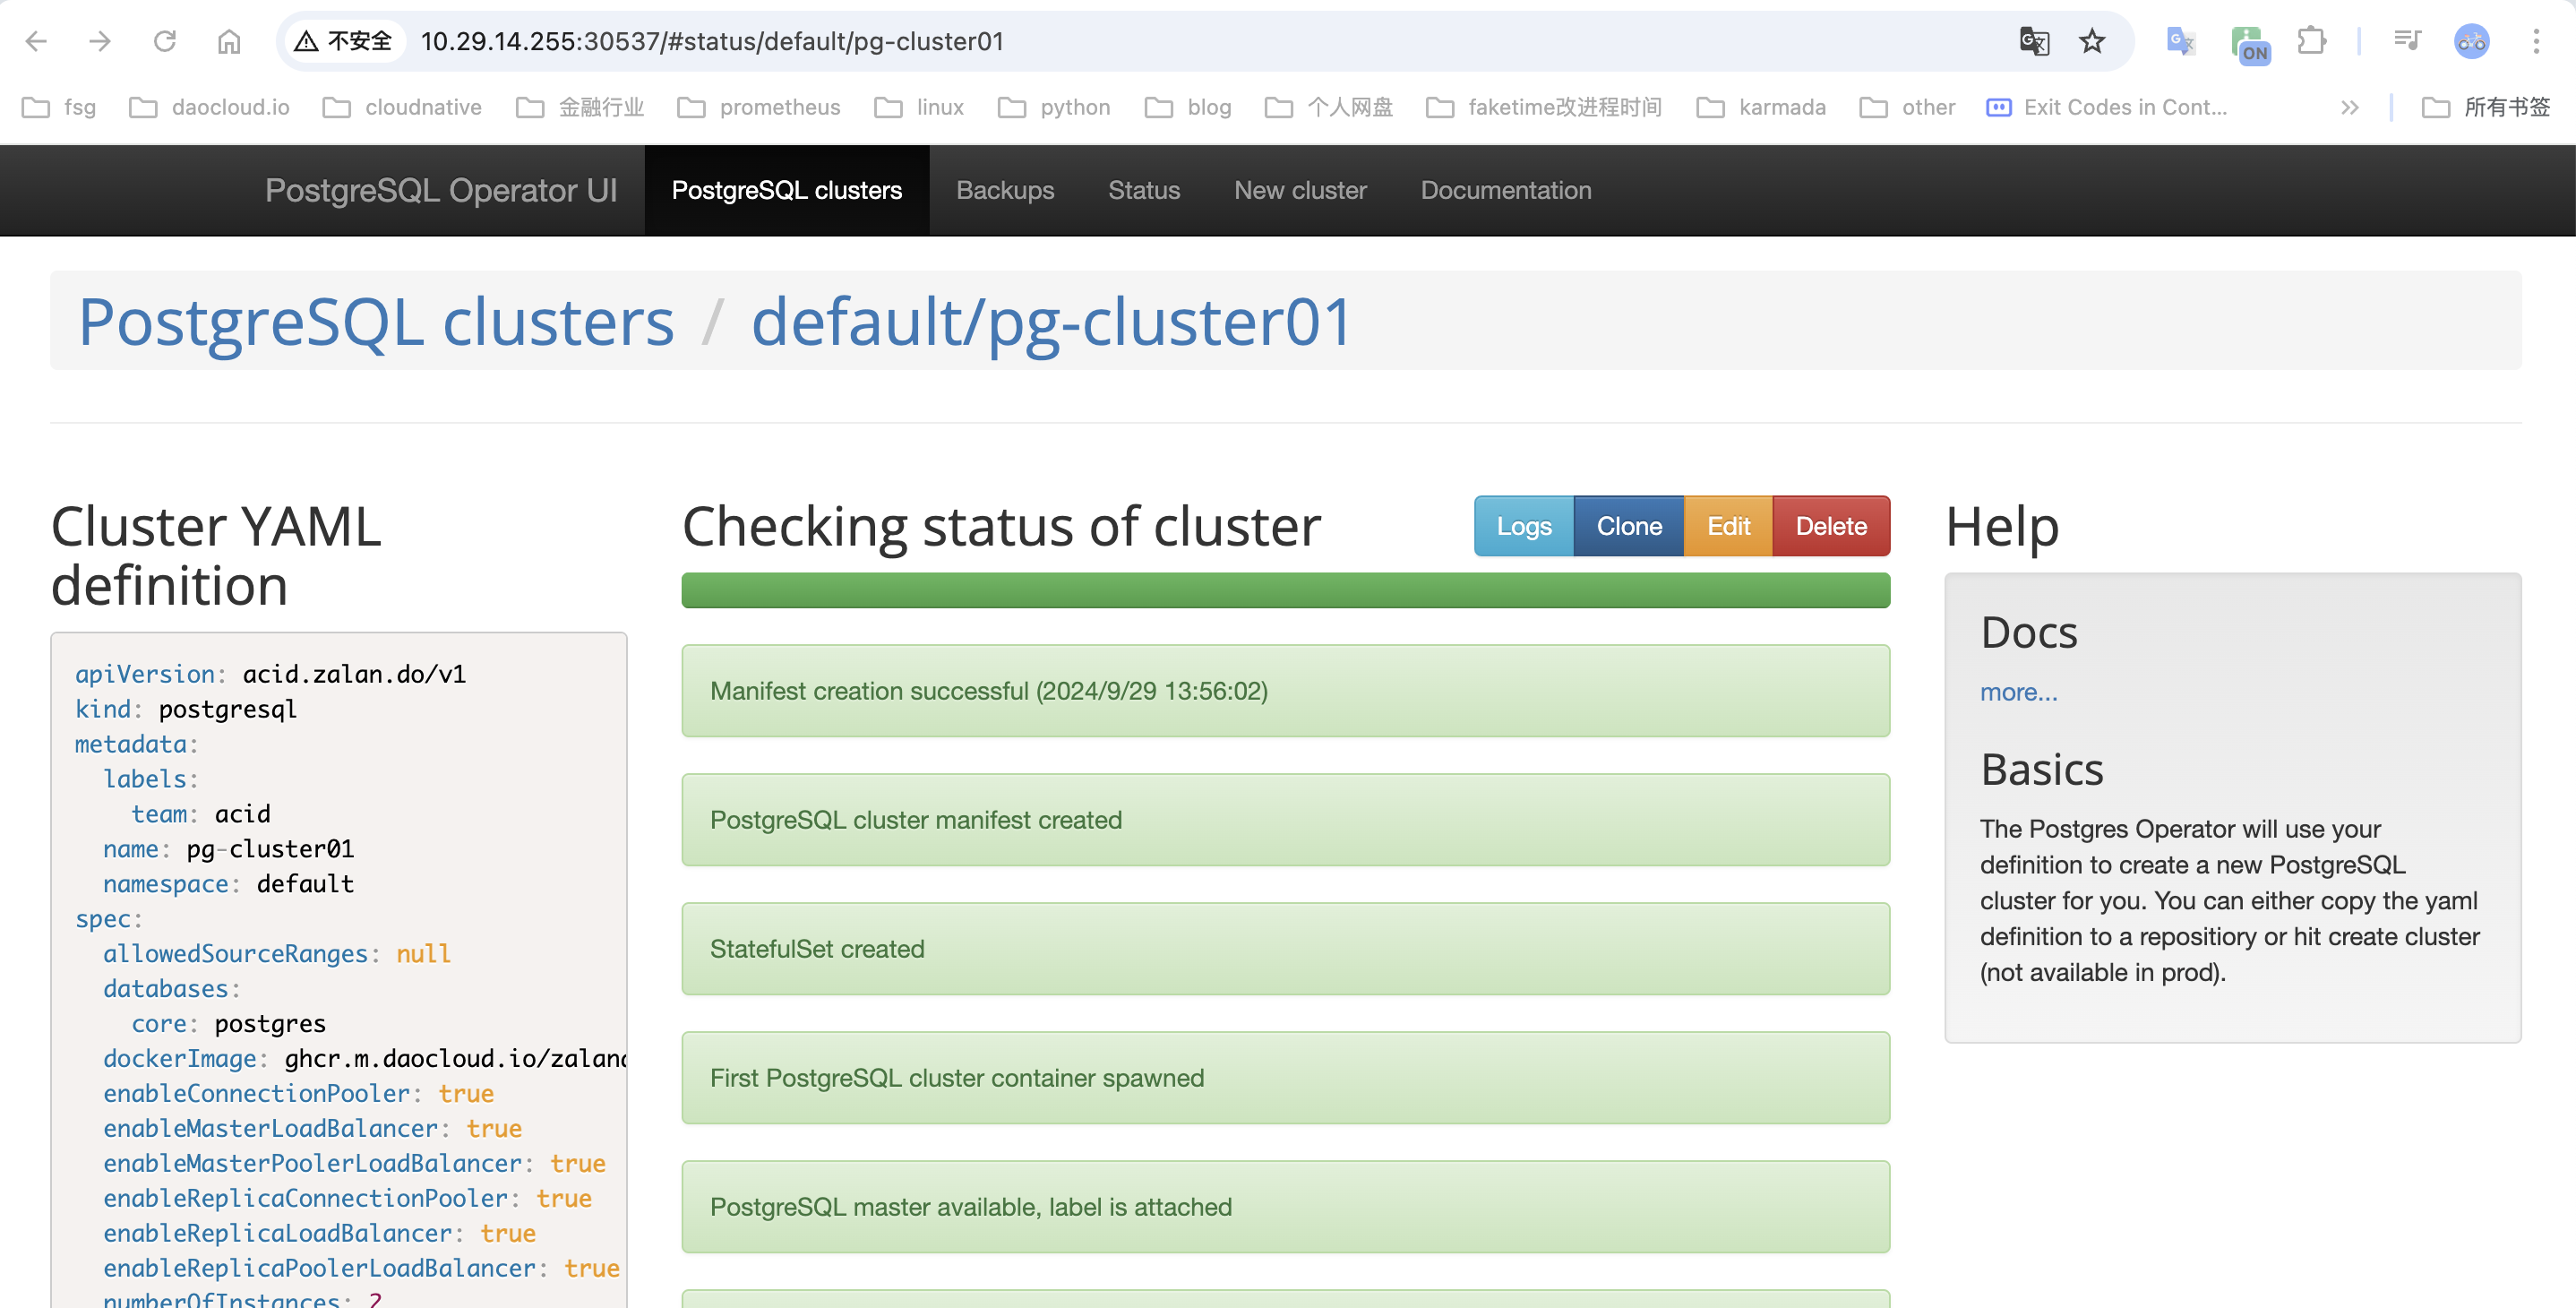 不安全 10.29.14.255:30537/#status/default/pg-cluster01
ON
fsg daocloud.io cloudnative 金融行业 prometheus linux python blog 个人网盘 faketime改进程时间 karmada other Exit Codes in Cont... 所有书签
PostgreSQL Operator UI PostgreSQL clusters Backups Status New cluster Documentation
PostgreSQL clusters / default/pg-cluster01
Cluster YAML
definition
apiVersion: acid.zalan.do/v1
kind: postgresql
metadata:
labels:
team: acid
name: pg-cluster01
namespace: default
spec:
allowedSourceRanges: null
databases:
core: postgres
dockerImage: ghcr.m.daocloud.io/zaland
enableConnectionPooler: true
enableMasterLoadBalancer: true
enableMasterPoolerLoadBalancer: true
enableReplicaConnectionPooler: true
enableReplicaLoadBalancer: true
enableReplicaPoolerLoadBalancer: true
numberOfInstances: 2
Checking status of cluster
Logs Clone Edit Delete
Manifest creation successful (2024/9/29 13:56:02)
PostgreSQL cluster manifest created
StatefulSet created
First PostgreSQL cluster container spawned
PostgreSQL master available, label is attached
Help
Docs
more...
Basics
The Postgres Operator will use your
definition to create a new PostgreSQL
cluster for you. You can either copy the yaml
definition to a repositiory or hit create cluster
(not available in prod).